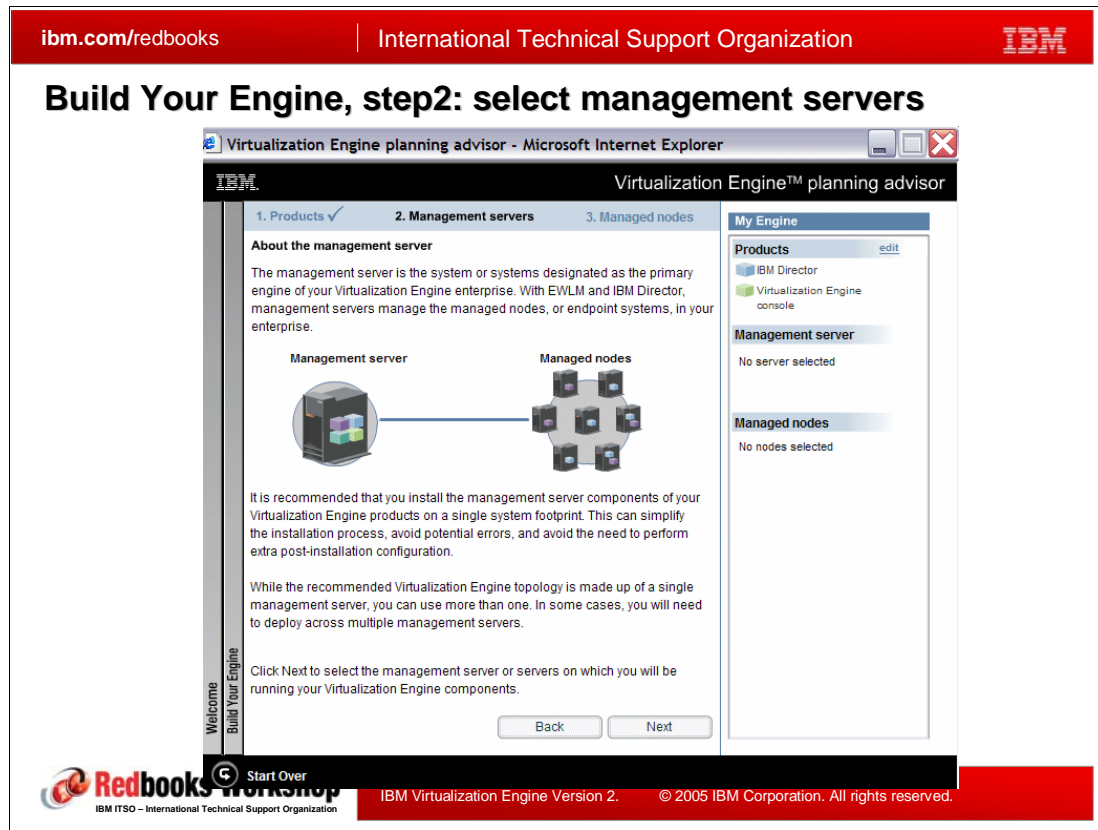 ibm.com/redbooks
International Technical Support Organization
IBM
Build Your Engine, step2: select management servers
Virtualization Engine planning advisor - Microsoft Internet Explorer
IBM.
Virtualization Engine™ planning advisor
1. Products ✓
2. Management servers
3. Managed nodes
About the management server
The management server is the system or systems designated as the primary
engine of your Virtualization Engine enterprise. With EWLM and IBM Director,
management servers manage the managed nodes, or endpoint systems, in your
enterprise.
Management server
Managed nodes
It is recommended that you install the management server components of your
Virtualization Engine products on a single system footprint. This can simplify
the installation process, avoid potential errors, and avoid the need to perform
extra post-installation configuration.
While the recommended Virtualization Engine topology is made up of a single
management server, you can use more than one. In some cases, you will need
to deploy across multiple management servers.
Click Next to select the management server or servers on which you will be
running your Virtualization Engine components.
Back
Next
My Engine
Products
edit
IBM Director
Virtualization Engine
console
Management server
No server selected
Managed nodes
No nodes selected
Welcome
Build Your Engine
Start Over
Redbooks Workshop
IBM ITSO – International Technical Support Organization
IBM Virtualization Engine Version 2.
© 2005 IBM Corporation. All rights reserved.